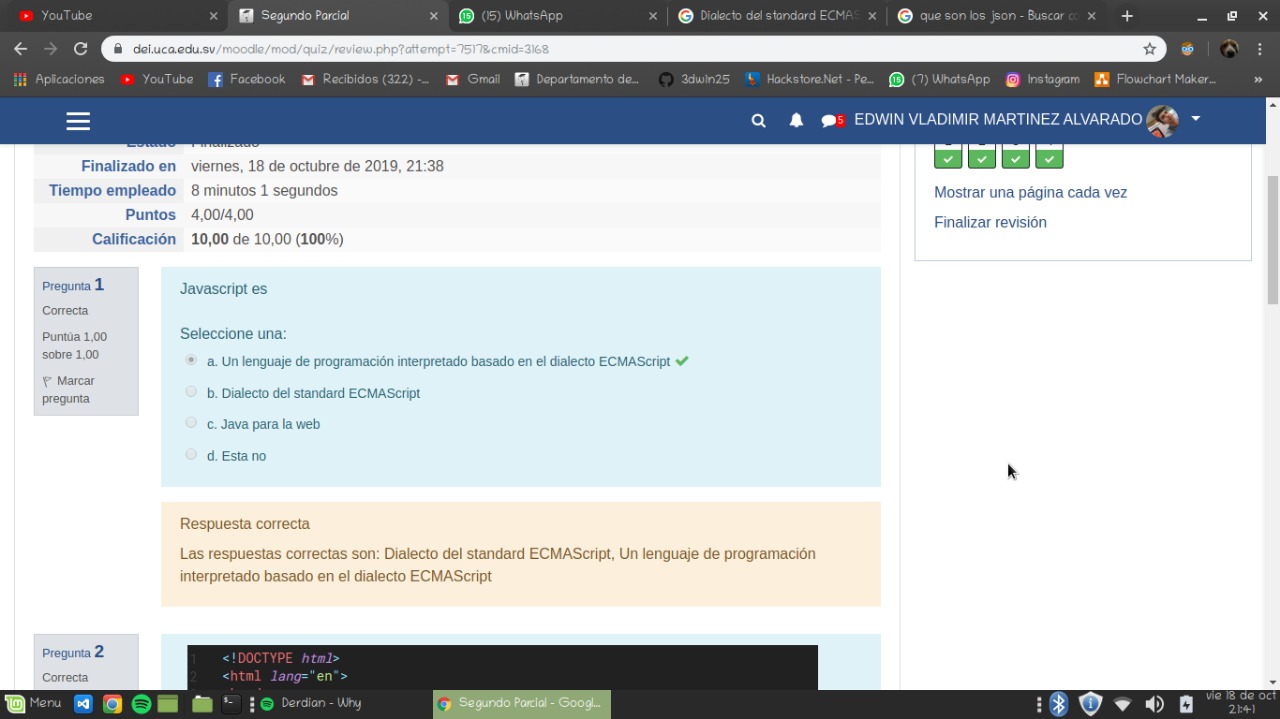 YouTube
Segundo Parcial
(15) WhatsApp
Dialecto del standard ECMAS
que son los json - Buscar co
dei.uca.edu.sv/moodle/mod/quiz/review.php?attempt=7517&cmid=3168
Aplicaciones
YouTube
Facebook
Recibidos (322) -...
Gmail
Departamento de...
3dw1n25
Hackstore.Net - Pe...
(7) WhatsApp
Instagram
Flowchart Maker...
»
5
EDWIN VLADIMIR MARTINEZ ALVARADO
Estado Finalizado
Finalizado en viernes, 18 de octubre de 2019, 21:38
Tiempo empleado 8 minutos 1 segundos
Puntos 4,00/4,00
Calificación 10,00 de 10,00 (100%)
Mostrar una página cada vez
Finalizar revisión
Pregunta 1
Correcta
Puntúa 1,00
sobre 1,00
Marcar
pregunta
Javascript es
Seleccione una:
a. Un lenguaje de programación interpretado basado en el dialecto ECMAScript
b. Dialecto del standard ECMAScript
c. Java para la web
d. Esta no
Respuesta correcta
Las respuestas correctas son: Dialecto del standard ECMAScript, Un lenguaje de programación
interpretado basado en el dialecto ECMAScript
Pregunta 2
Correcta
1 <!DOCTYPE html>
2 <html lang="en">
Menu
Derdian - Why
Segundo Parcial - Googl...
vie 18 de oct
21:41